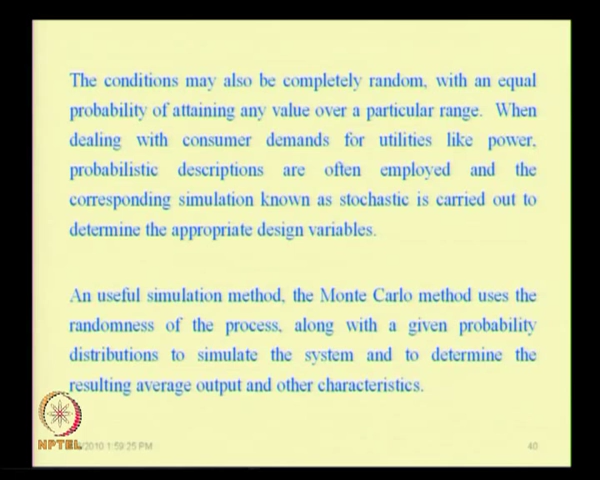 The conditions may also be completely random, with an equal
probability of attaining any value over a particular range. When
dealing with consumer demands for utilities like power,
probabilistic descriptions are often employed and the
corresponding simulation known as stochastic is carried out to
determine the appropriate design variables.
An useful simulation method, the Monte Carlo method uses the
randomness of the process, along with a given probability
distributions to simulate the system and to determine the
resulting average output and other characteristics.
NPTEL /2010 1:59:25 PM 40